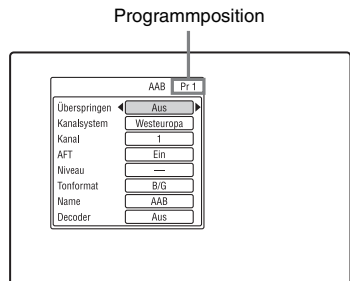 Programmposition
AAB Pr 1
Überspringen Aus
Kanalsystem Westeuropa
Kanal 1
AFT Ein
Niveau —
Tonformat B/G
Name AAB
Decoder Aus